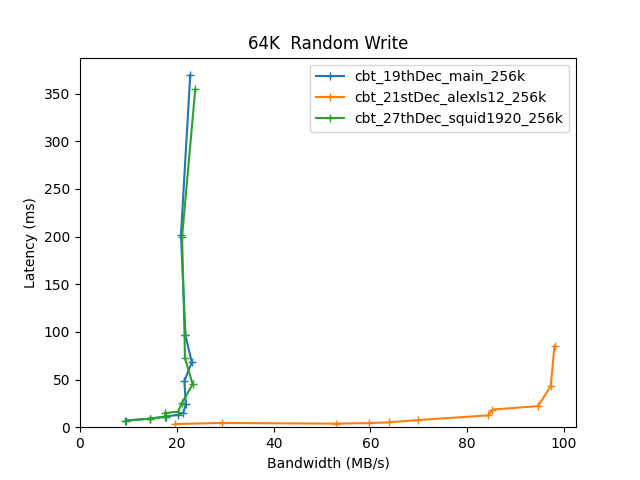 64K  Random Write
cbt_19thDec_main_256k
cbt_21stDec_alexls12_256k
cbt_27thDec_squid1920_256k
Latency (ms)
350
300
250
200
150
100
50
0
0 20 40 60 80 100
Bandwidth (MB/s)